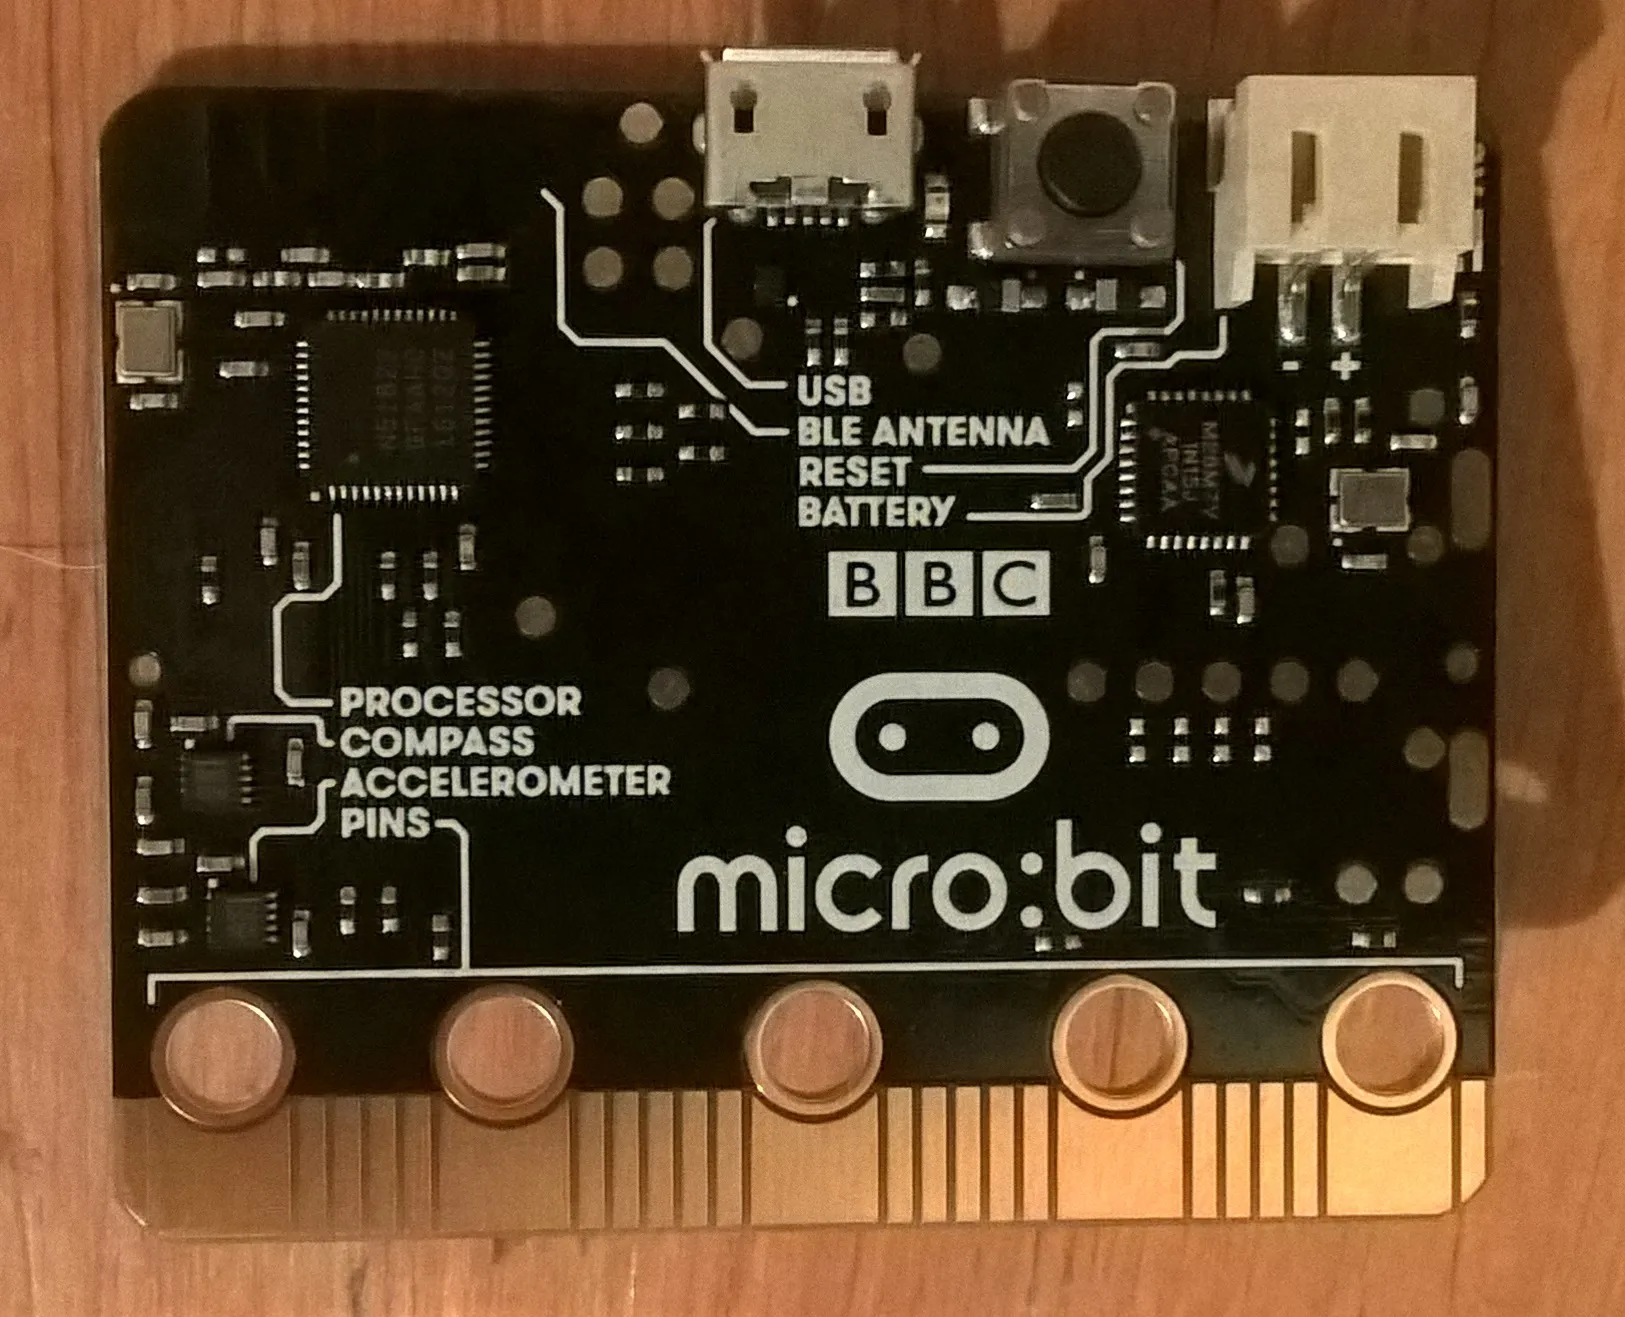 USB
BLE ANTENNA
RESET
BATTERY
- +
BBC
PROCESSOR
COMPASS
ACCELEROMETER
PINS
micro:bit